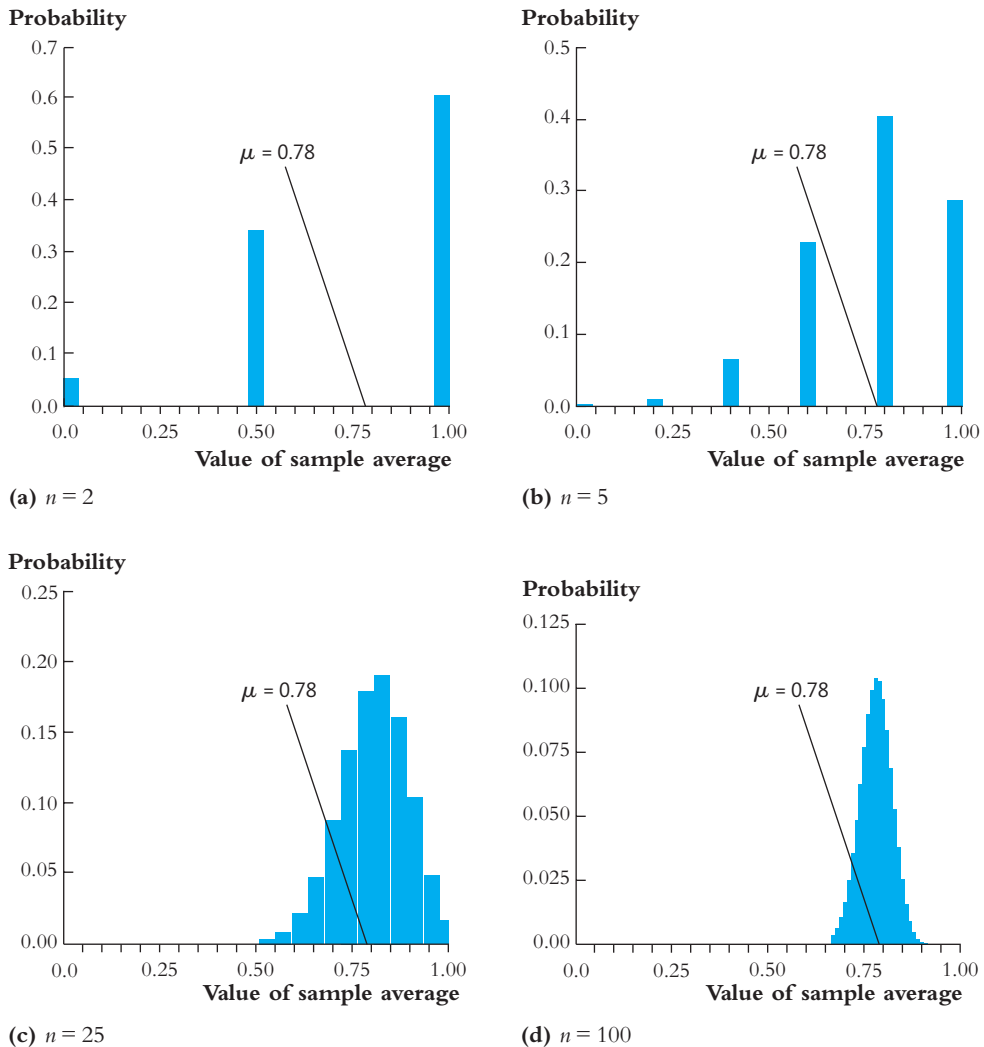 Probability
0.7
0.6
0.5
0.4
0.3
0.2
0.1
0.0
μ = 0.78
0.0 0.25 0.50 0.75 1.00
Value of sample average
(a) n = 2
Probability
0.5
0.4
0.3
0.2
0.1
0.0
μ = 0.78
0.0 0.25 0.50 0.75 1.00
Value of sample average
(b) n = 5
Probability
0.25
0.20
0.15
0.10
0.05
0.00
μ = 0.78
0.0 0.25 0.50 0.75 1.00
Value of sample average
(c) n = 25
Probability
0.125
0.100
0.075
0.050
0.025
0.00
μ = 0.78
0.0 0.25 0.50 0.75 1.00
Value of sample average
(d) n = 100